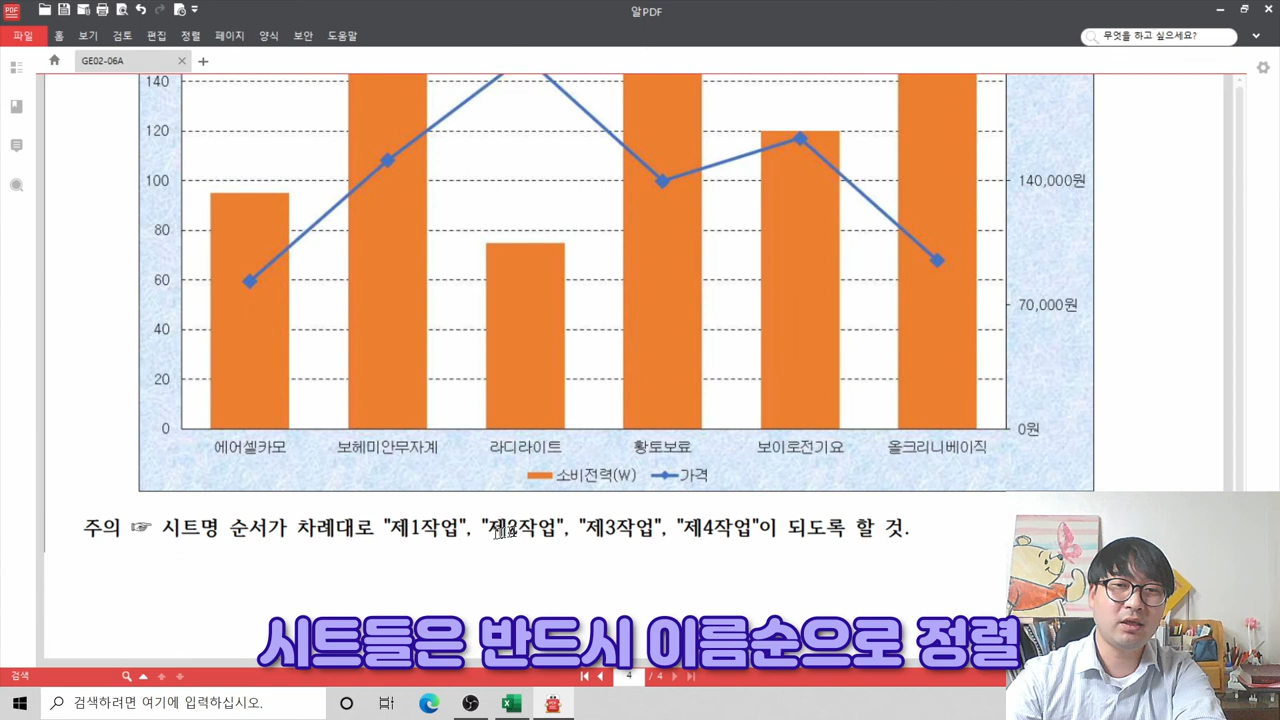 알PDF
파일 홈 보기 검토 편집 정렬 페이지 양식 보안 도움말
무엇을 하고 싶으세요?
GE02-06A
140
120
100
80
60
40
20
0
140,000원
70,000원
0원
에어셀카모 보헤미안무자계 라디라이트 황토보료 보이로전기요 올크리니베이직
소비전력(W) 가격
주의 ☞ 시트명 순서가 차례대로 "제1작업", "제2작업", "제3작업", "제4작업"이 되도록 할 것.
시트들은 반드시 이름순으로 정렬
검색
4 / 4
검색하려면 여기에 입력하십시오.